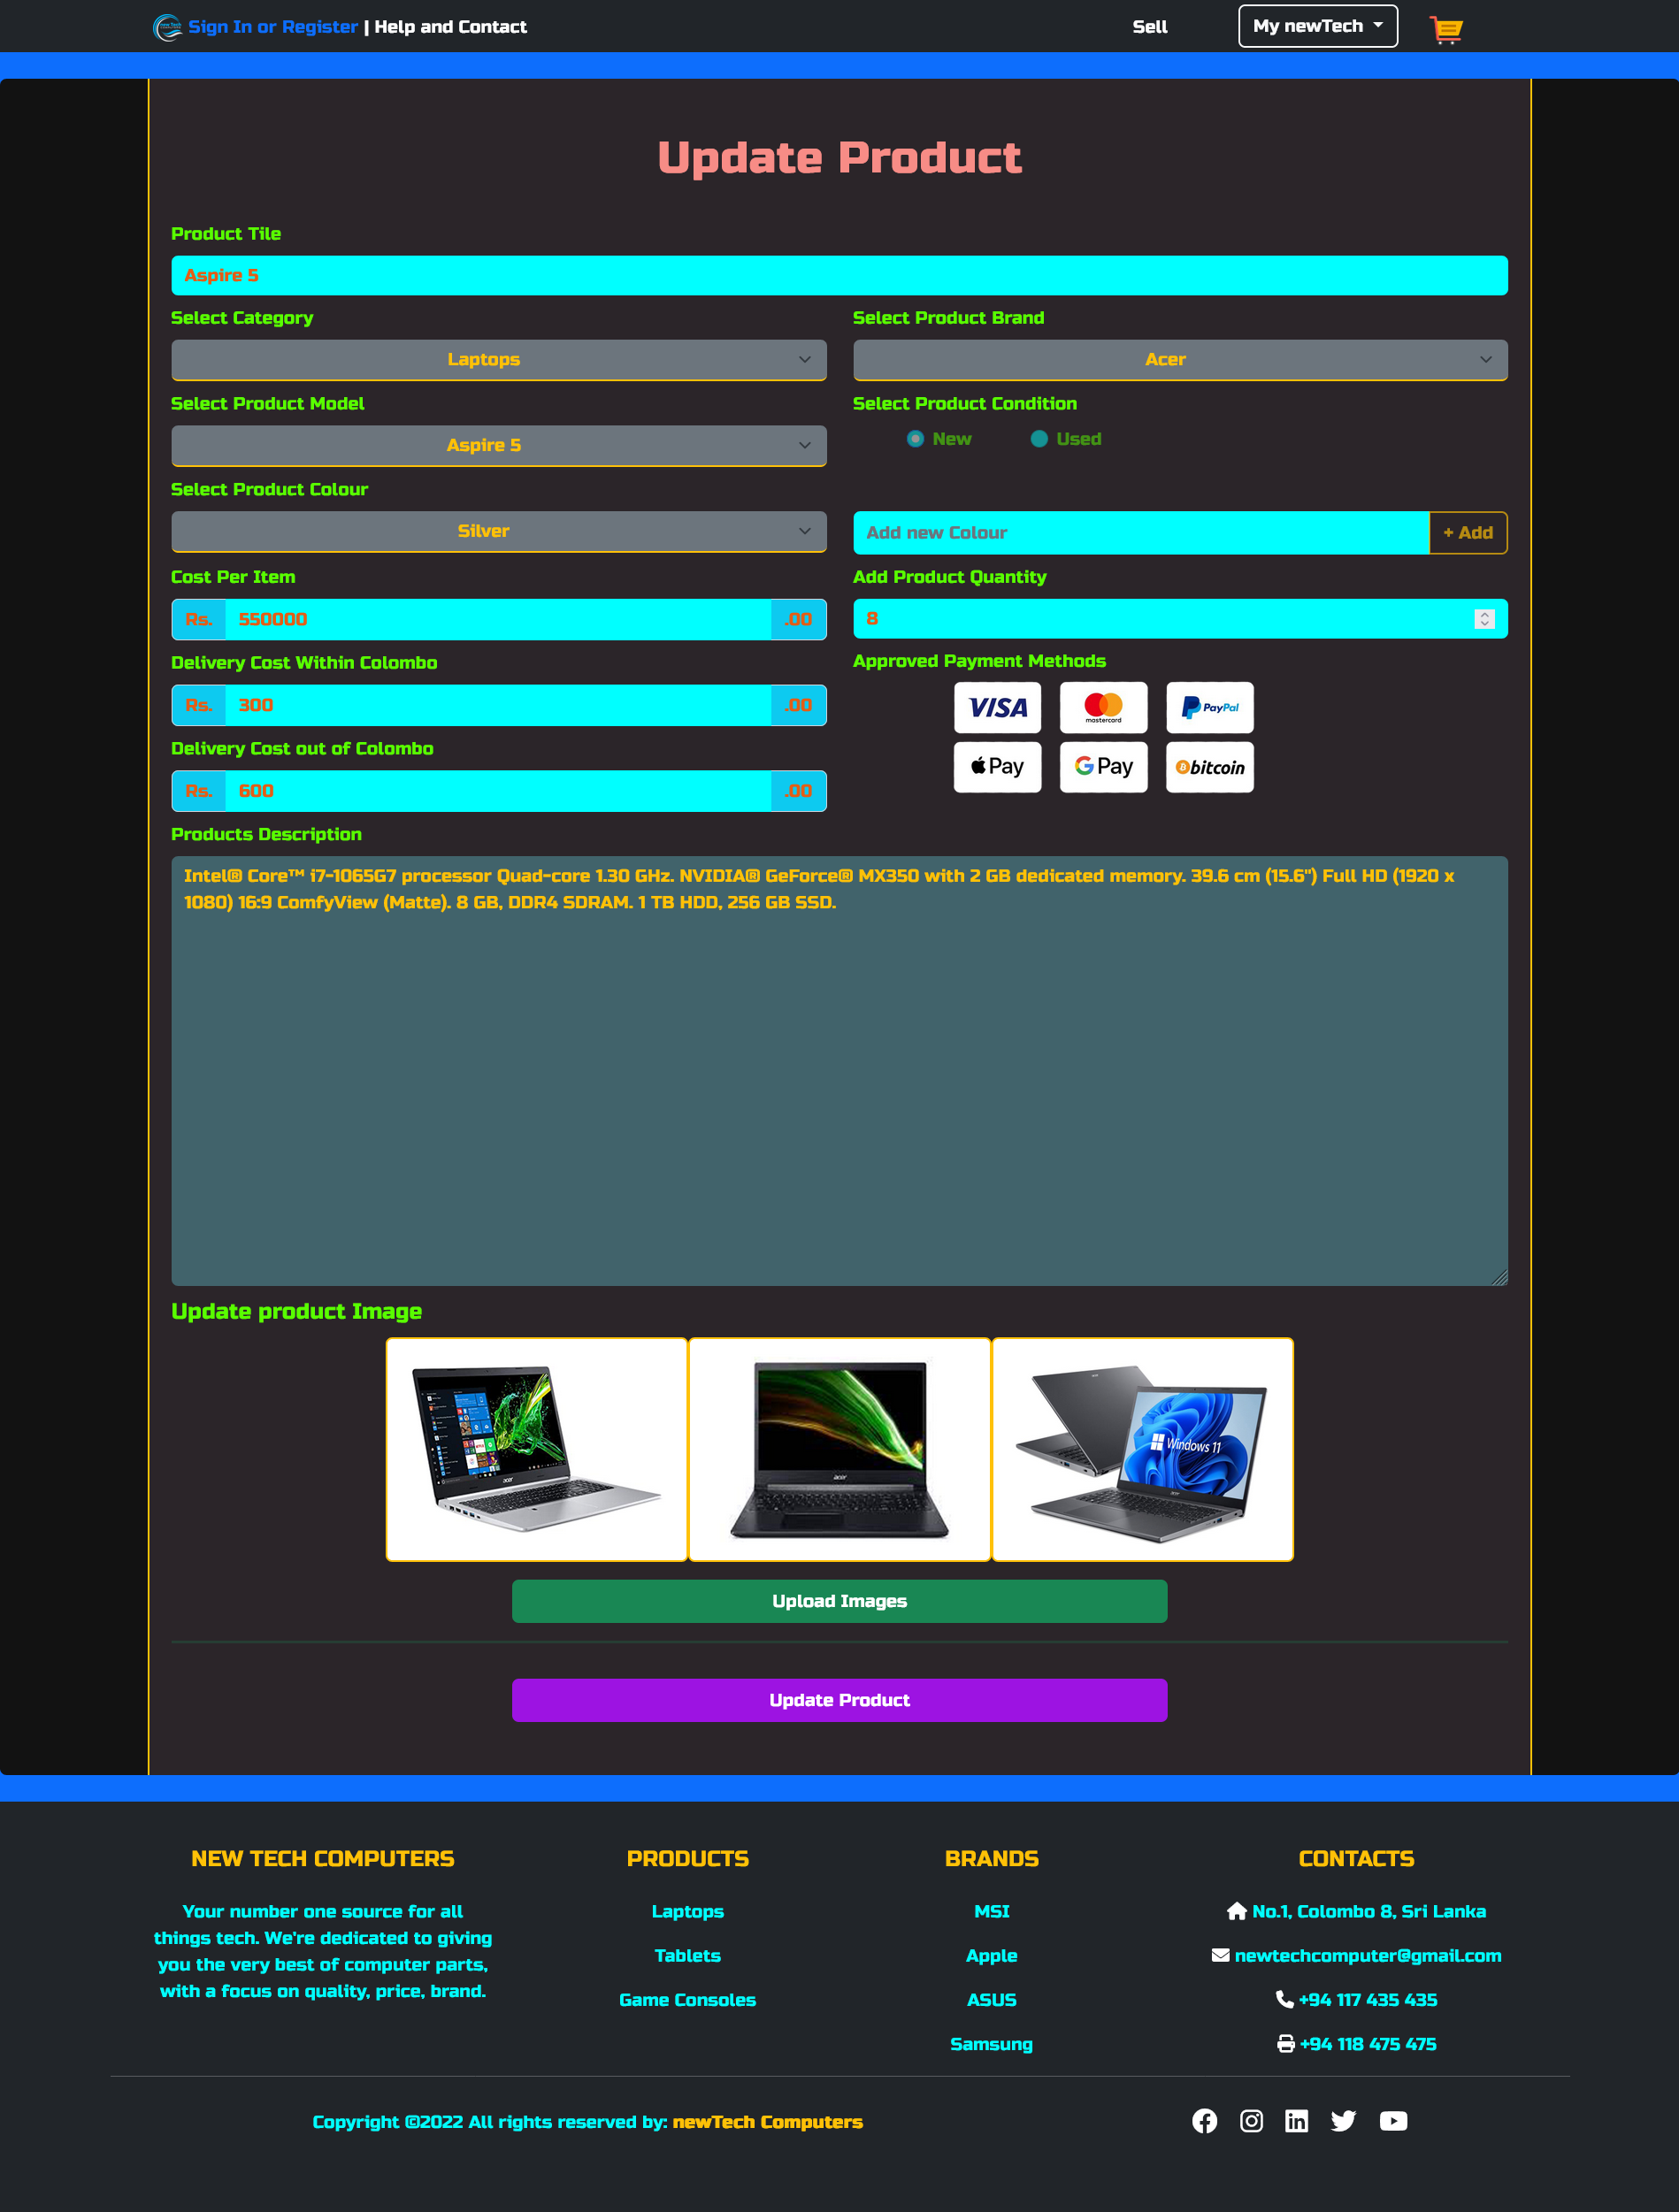 Sign In or Register | Help and Contact
Sell
My newTech
Update Product
Product Tile
Aspire 5
Select Category
Select Product Brand
Laptops
Acer
Select Product Model
Select Product Condition
Aspire 5
New
Used
Select Product Colour
Silver
Add new Colour
+ Add
Cost Per Item
Add Product Quantity
Rs. 550000 .00
8
Delivery Cost Within Colombo
Approved Payment Methods
Rs. 300 .00
VISA
mastercard
PayPal
Delivery Cost out of Colombo
Pay
G Pay
bitcoin
Rs. 600 .00
Products Description
Intel® Core™ i7-1065G7 processor Quad-core 1.30 GHz. NVIDIA® GeForce® MX350 with 2 GB dedicated memory. 39.6 cm (15.6") Full HD (1920 x
1080) 16:9 ComfyView (Matte). 8 GB, DDR4 SDRAM. 1 TB HDD, 256 GB SSD.
Update product Image
acer
acer
Windows 11
Upload Images
Update Product
NEW TECH COMPUTERS
Your number one source for all
things tech. We're dedicated to giving
you the very best of computer parts,
with a focus on quality, price, brand.
PRODUCTS
Laptops
Tablets
Game Consoles
BRANDS
MSI
Apple
ASUS
Samsung
CONTACTS
No.1, Colombo 8, Sri Lanka
newtechcomputer@gmail.com
+94 117 435 435
+94 118 475 475
Copyright ©2022 All rights reserved by: newTech Computers